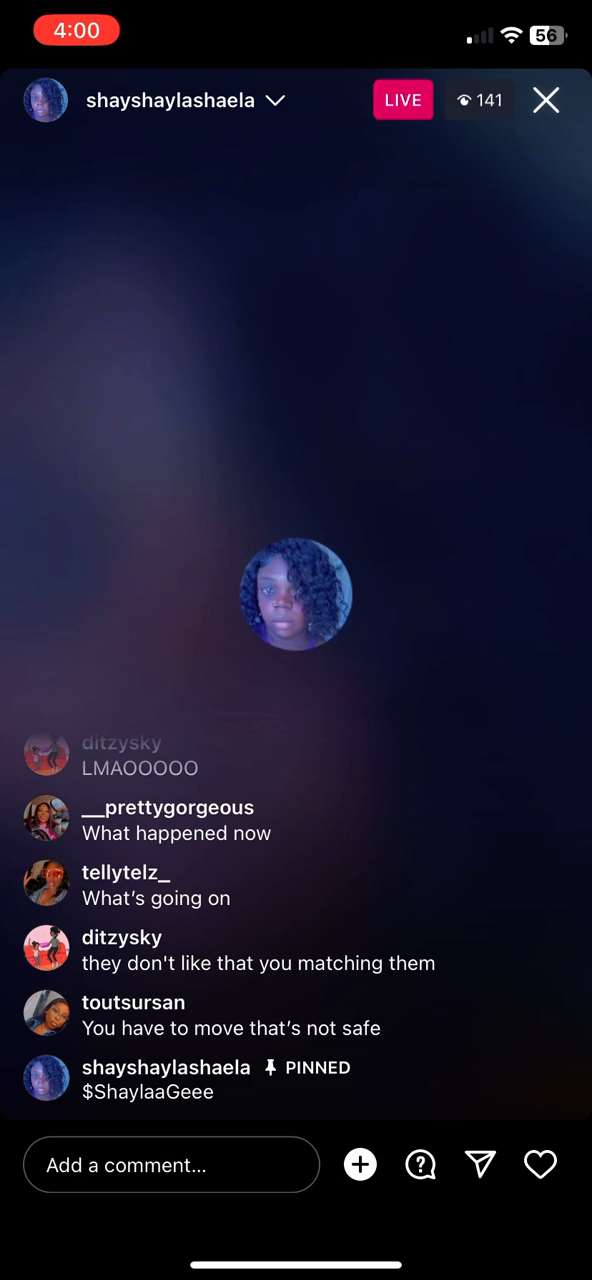 4:00
56
shayshaylashaela
LIVE
141
ditzysky
LMAOOOOO
__prettygorgeous
What happened now
tellytelz_
What's going on
ditzysky
they don't like that you matching them
toutsursan
You have to move that's not safe
shayshaylashaela PINNED
$ShaylaaGeee
Add a comment...